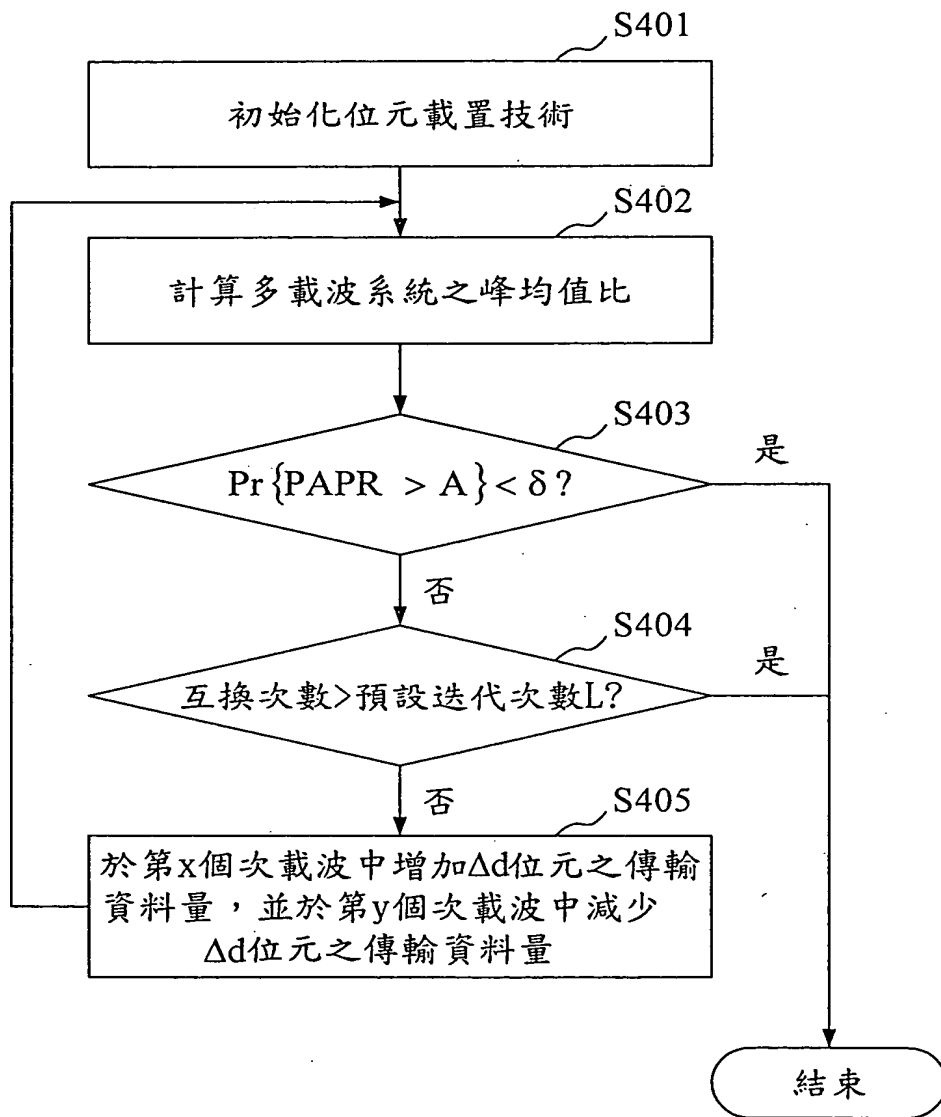 S401
初始化位元載置技術
S402
計算多載波系統之峰均值比
S403
Pr{PAPR > A}<δ?
是
否
S404
互換次數>預設迭代次數L?
是
否
S405
於第x個次載波中增加Δd位元之傳輸
資料量，並於第y個次載波中減少
Δd位元之傳輸資料量
結束